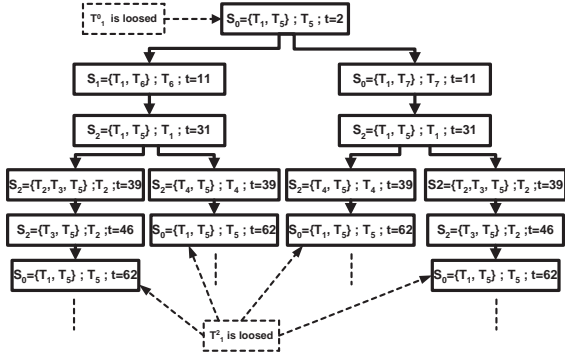 T⁰₁ is loosed
S₀={T₁, T₅} ; T₅ ; t=2
S₁={T₁, T₆} ; T₆ ; t=11
S₀={T₁, T₇} ; T₇ ; t=11
S₂={T₁, T₅} ; T₁ ; t=31
S₂={T₁, T₅} ; T₁ ; t=31
S₂={T₂,T₃, T₅} ;T₂ ;t=39
S₂={T₄, T₅} ; T₄ ; t=39
S₂={T₄, T₅} ; T₄ ; t=39
S2={T₂,T₃, T₅} ;T₂ ;t=39
S₂={T₃, T₅} ;T₂ ;t=46
S₀={T₁, T₅} ; T₅ ; t=62
S₀={T₁, T₅} ; T₅ ; t=62
S₂={T₃, T₅} ;T₂ ;t=46
S₀={T₁, T₅} ; T₅ ; t=62
S₀={T₁, T₅} ; T₅ ; t=62
T²₁ is loosed